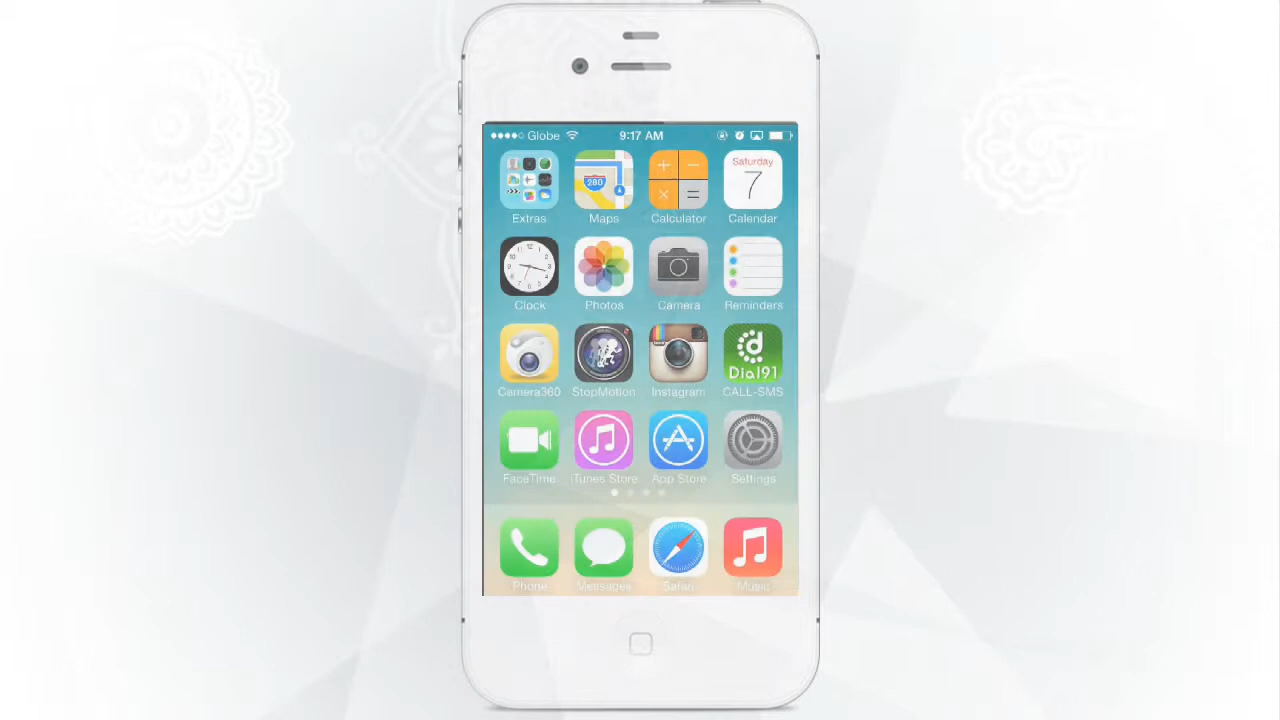 Globe 9:17 AM
280 Saturday
7
Extras Maps Calculator Calendar
Clock Photos Camera Reminders
d
Dial91
Camera360 StopMotion Instagram CALL-SMS
FaceTime iTunes Store App Store Settings
Phone Messages Safari Music